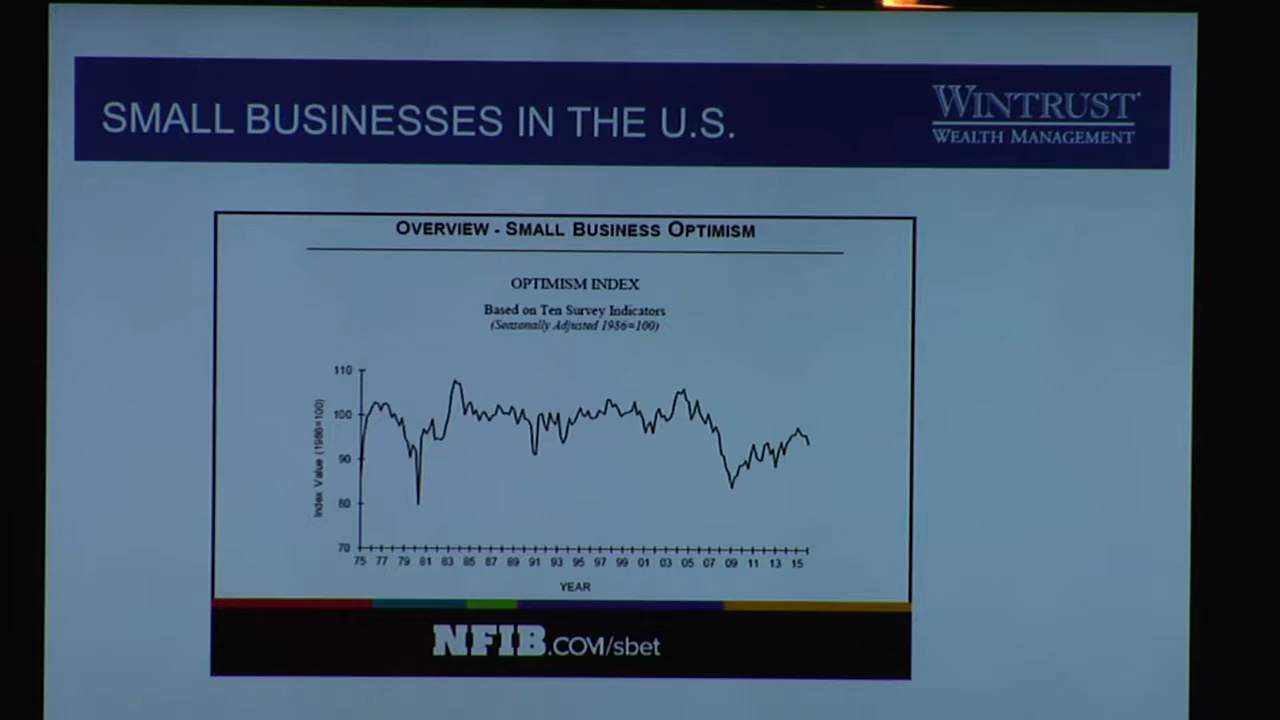 SMALL BUSINESSES IN THE U.S.
WINTRUST
WEALTH MANAGEMENT
OVERVIEW - SMALL BUSINESS OPTIMISM
OPTIMISM INDEX
Based on Ten Survey Indicators
(Seasonally Adjusted 1986=100)
Index Value (1986=100)
110
100
90
80
70
75 77 79 81 83 85 87 89 91 93 95 97 99 01 03 05 07 09 11 13 15
YEAR
NFIB.COM/sbet